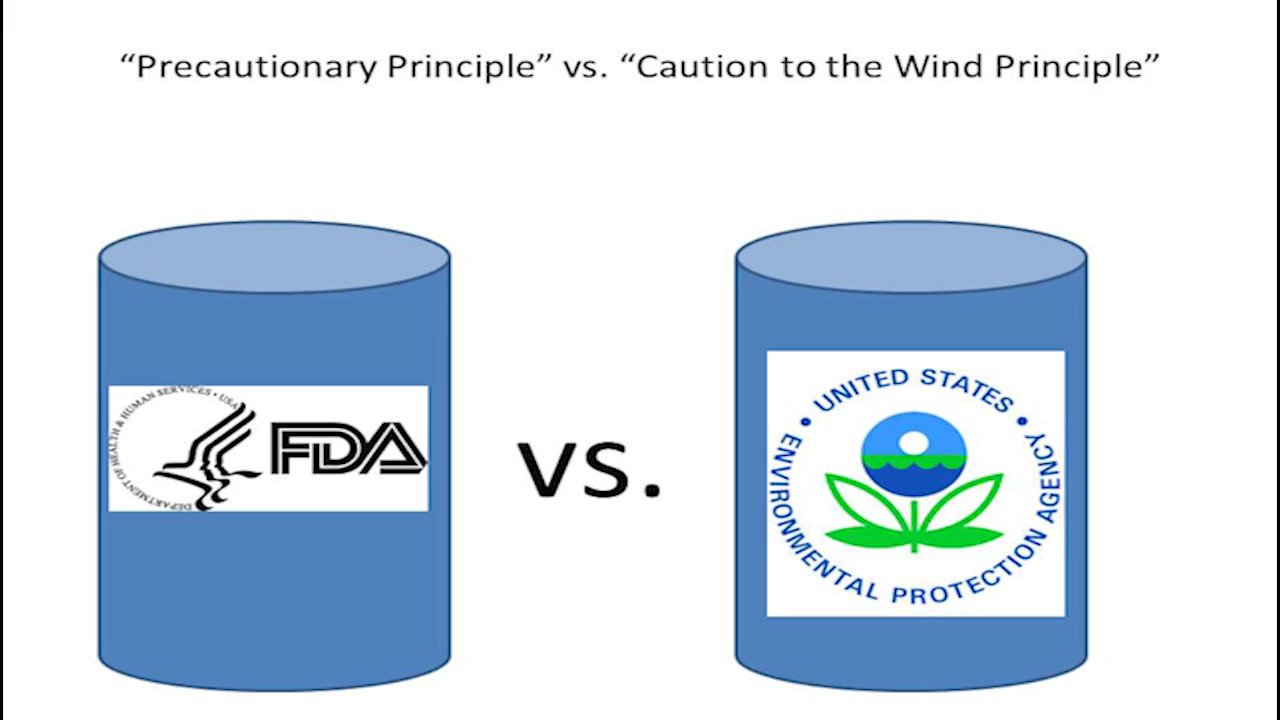 “Precautionary Principle” vs. “Caution to the Wind Principle”
DEPARTMENT OF HEALTH & HUMAN SERVICES • USA
FDA
vs.
UNITED STATES
• ENVIRONMENTAL PROTECTION AGENCY •